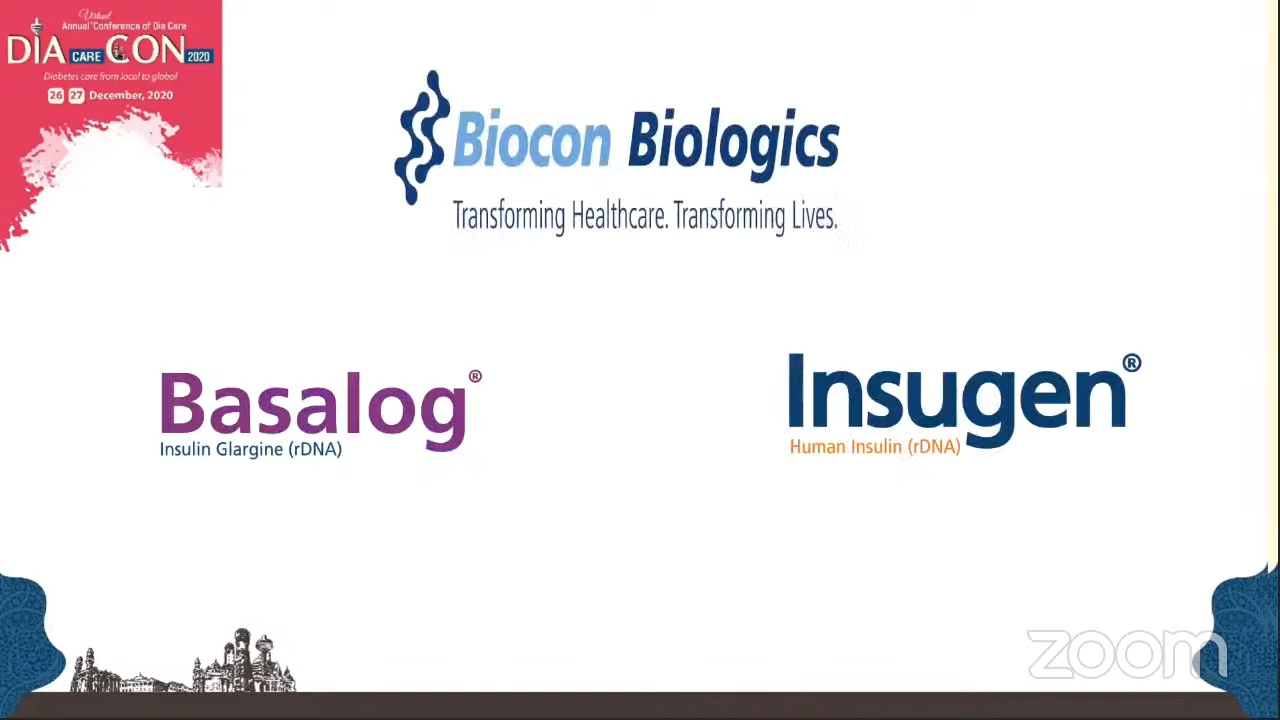 Virtual
Annual Conference of Dia Care
DIA CARE CON 2020
Diabetes care from local to global
26 27 December, 2020
Biocon Biologics
Transforming Healthcare. Transforming Lives.
Basalog®
Insulin Glargine (rDNA)
Insugen®
Human Insulin (rDNA)
zoom